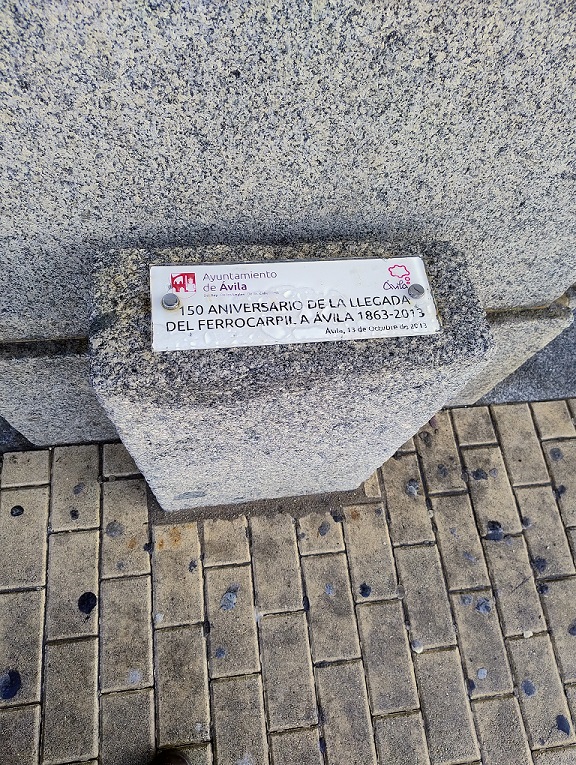 Ayuntamiento
de Ávila
Ávila
150 ANIVERSARIO DE LA LLEGADA
DEL FERROCARRIL A ÁVILA 1863-2013
Ávila, 13 de Octubre de 2013